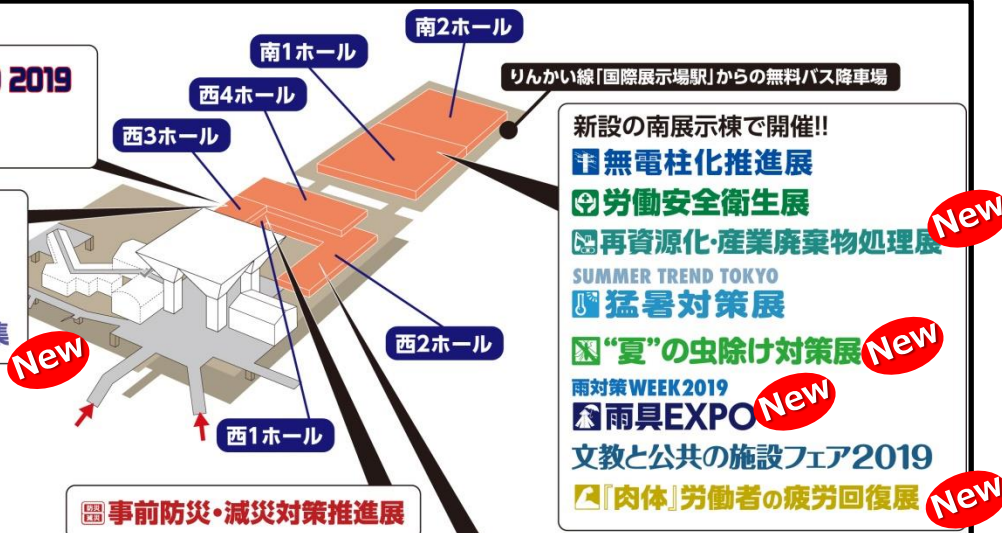 2019
南2ホール
南1ホール
りんかい線「国際展示場駅」からの無料バス降車場
西4ホール
西3ホール
新設の南展示棟で開催!!
無電柱化推進展
労働安全衛生展
New
再資源化・産業廃棄物処理展
SUMMER TREND TOKYO
猛暑対策展
西2ホール
集
New
“夏”の虫除け対策展
New
雨対策WEEK2019
雨具EXPO
New
西1ホール
文教と公共の施設フェア2019
『肉体』労働者の疲労回復展
New
防災
減災
事前防災・減災対策推進展